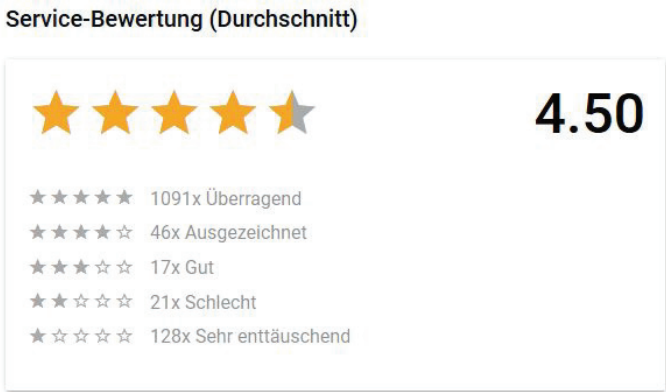 Service-Bewertung (Durchschnitt)
4.50
1091x Überragend
46x Ausgezeichnet
17x Gut
21x Schlecht
128x Sehr enttäuschend